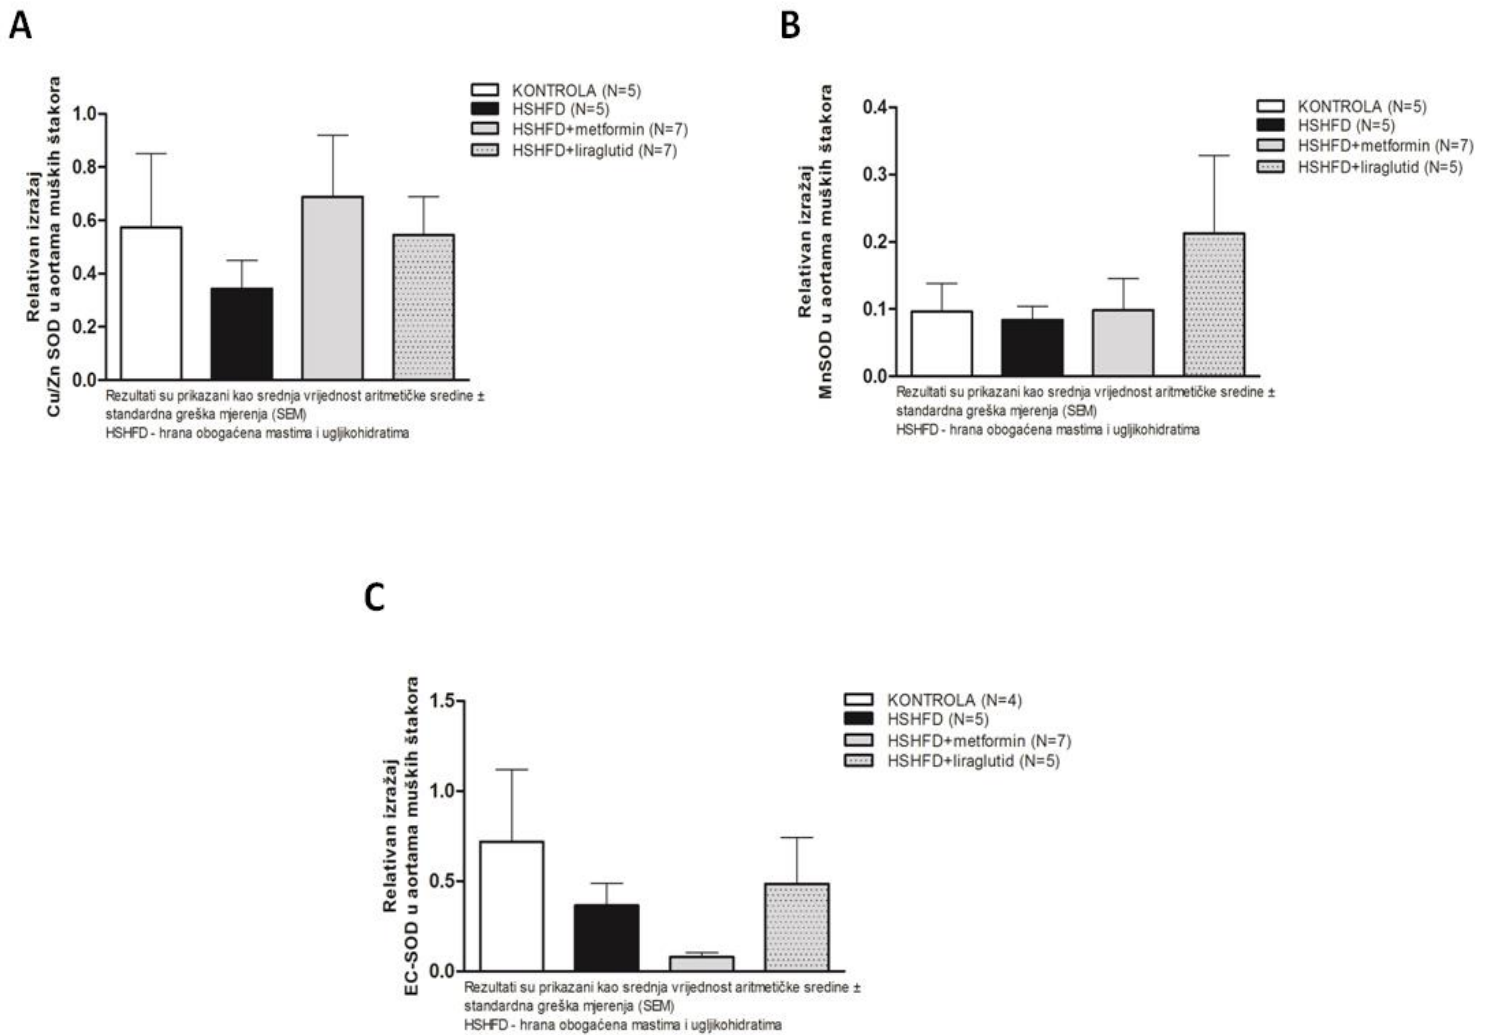 A
Relativan izražaj
Cu/Zn SOD u aortama muških štakora
1.0
0.8
0.6
0.4
0.2
0.0
KONTROLA (N=5)
HSHFD (N=5)
HSHFD+metformin (N=7)
HSHFD+liraglutid (N=7)
Rezultati su prikazani kao srednja vrijednost aritmetičke sredine ±
standardna greška mjerenja (SEM)
HSHFD - hrana obogaćena mastima i ugljikohidratima
B
Relativan izražaj
MnSOD u aortama muških štakora
0.4
0.3
0.2
0.1
0.0
KONTROLA (N=5)
HSHFD (N=5)
HSHFD+metformin (N=7)
HSHFD+liraglutid (N=5)
Rezultati su prikazani kao srednja vrijednost aritmetičke sredine ±
standardna greška mjerenja (SEM)
HSHFD - hrana obogaćena mastima i ugljikohidratima
C
Relativan izražaj
EC-SOD u aortama muških štakora
1.5
1.0
0.5
0.0
KONTROLA (N=4)
HSHFD (N=5)
HSHFD+metformin (N=7)
HSHFD+liraglutid (N=5)
Rezultati su prikazani kao srednja vrijednost aritmetičke sredine ±
standardna greška mjerenja (SEM)
HSHFD - hrana obogaćena mastima i ugljikohidratima